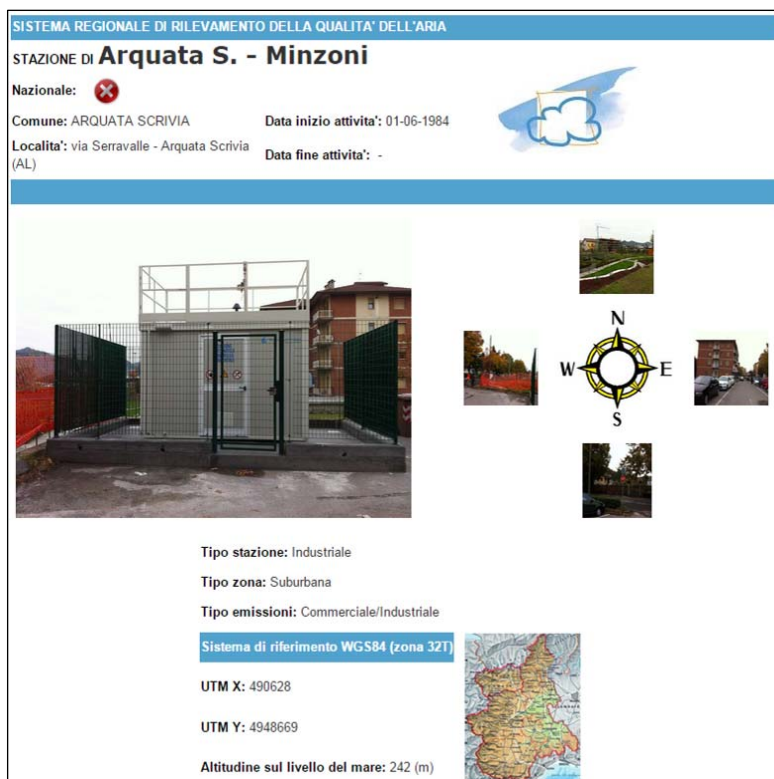 SISTEMA REGIONALE DI RILEVAMENTO DELLA QUALITA' DELL'ARIA
STAZIONE DI Arquata S. - Minzoni
Nazionale:
Comune: ARQUATA SCRIVIA
Data inizio attivita': 01-06-1984
Localita': via Serravalle - Arquata Scrivia
(AL)
Data fine attivita': -
N
W E
S
Tipo stazione: Industriale
Tipo zona: Suburbana
Tipo emissioni: Commerciale/Industriale
Sistema di riferimento WGS84 (zona 32T)
UTM X: 490628
UTM Y: 4948669
Altitudine sul livello del mare: 242 (m)